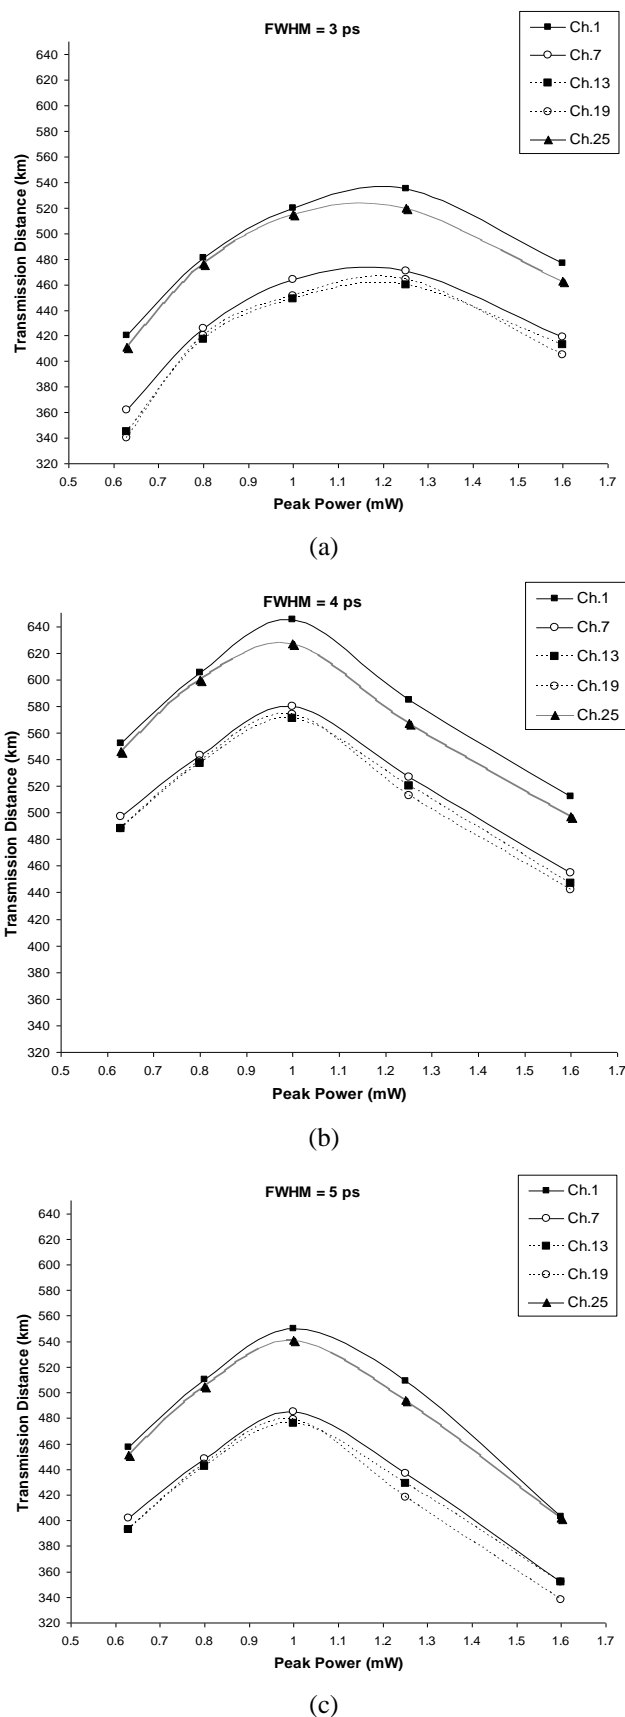 FWHM = 3 ps
Ch.1
Ch.7
Ch.13
Ch.19
Ch.25
Transmission Distance (km)
640
620
600
580
560
540
520
500
480
460
440
420
400
380
360
340
320
0.5 0.6 0.7 0.8 0.9 1 1.1 1.2 1.3 1.4 1.5 1.6 1.7
Peak Power (mW)
(a)
FWHM = 4 ps
Ch.1
Ch.7
Ch.13
Ch.19
Ch.25
Transmission Distance (km)
640
620
600
580
560
540
520
500
480
460
440
420
400
380
360
340
320
0.5 0.6 0.7 0.8 0.9 1 1.1 1.2 1.3 1.4 1.5 1.6 1.7
Peak Power (mW)
(b)
FWHM = 5 ps
Ch.1
Ch.7
Ch.13
Ch.19
Ch.25
Transmission Distance (km)
640
620
600
580
560
540
520
500
480
460
440
420
400
380
360
340
320
0.5 0.6 0.7 0.8 0.9 1 1.1 1.2 1.3 1.4 1.5 1.6 1.7
Peak Power (mW)
(c)